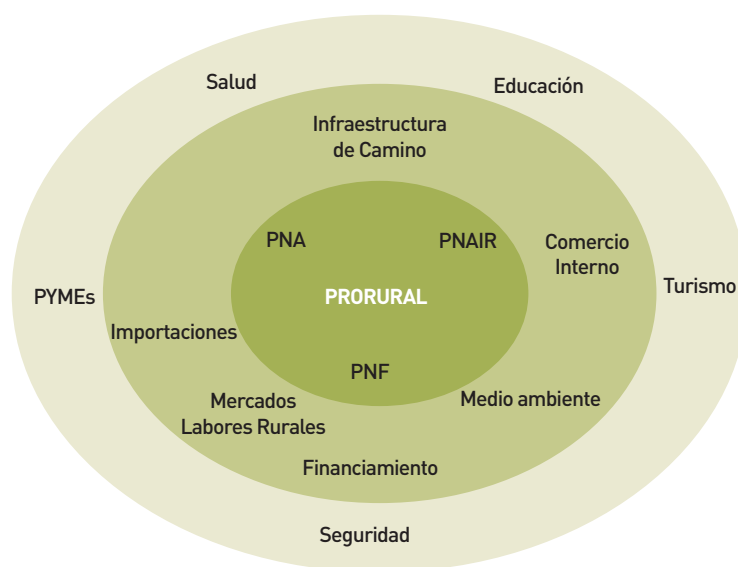 Salud
Educación
Infraestructura
de Camino
PNA
PNAIR
Comercio
Interno
PYMEs
PRORURAL
Turismo
Importaciones
PNF
Mercados
Labores Rurales
Medio ambiente
Financiamiento
Seguridad